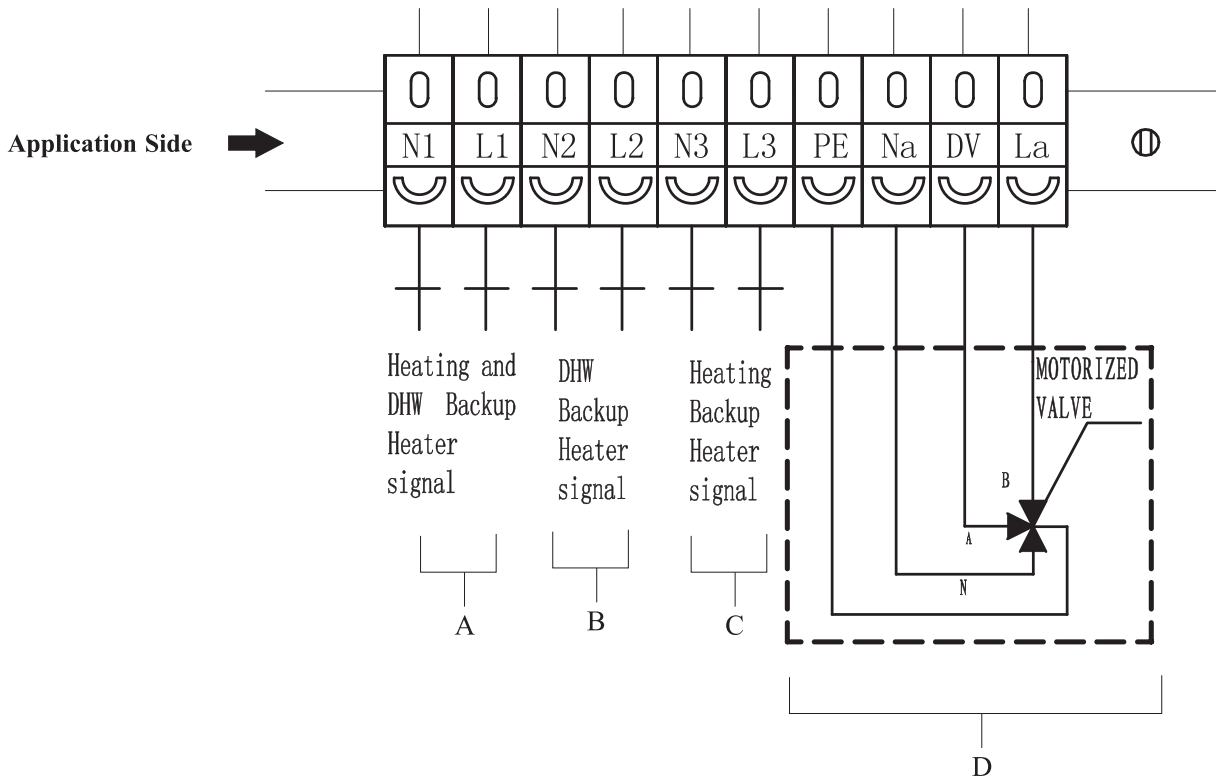 Application Side
N1 L1 N2 L2 N3 L3 PE Na DV La
Heating and
DHW Backup
Heater
signal
DHW
Backup
Heater
signal
Heating
Backup
Heater
signal
MOTORIZED
VALVE
B
A
N
A
B
C
D